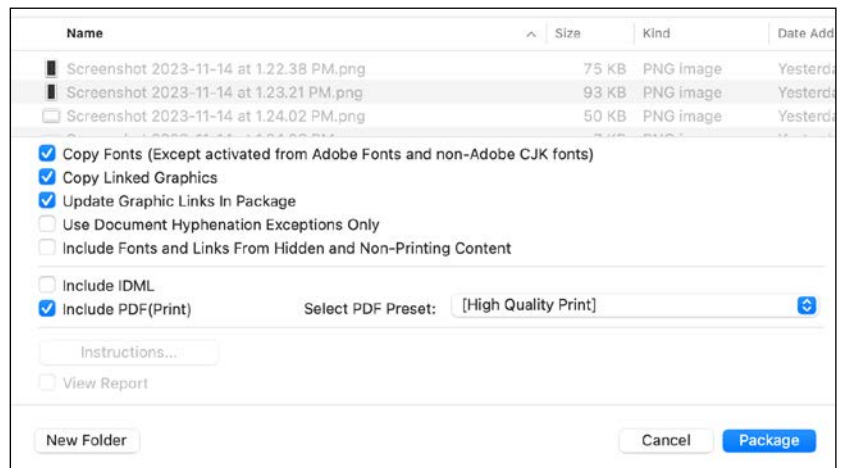 Name Size Kind Date Add
Screenshot 2023-11-14 at 1.22.38 PM.png 75 KB PNG image Yesterda
Screenshot 2023-11-14 at 1.23.21 PM.png 93 KB PNG image Yesterda
Screenshot 2023-11-14 at 1.24.02 PM.png 50 KB PNG image Yesterda
Copy Fonts (Except activated from Adobe Fonts and non-Adobe CJK fonts)
Copy Linked Graphics
Update Graphic Links In Package
Use Document Hyphenation Exceptions Only
Include Fonts and Links From Hidden and Non-Printing Content
Include IDML
Include PDF(Print) Select PDF Preset: [High Quality Print]
Instructions...
View Report
New Folder Cancel Package